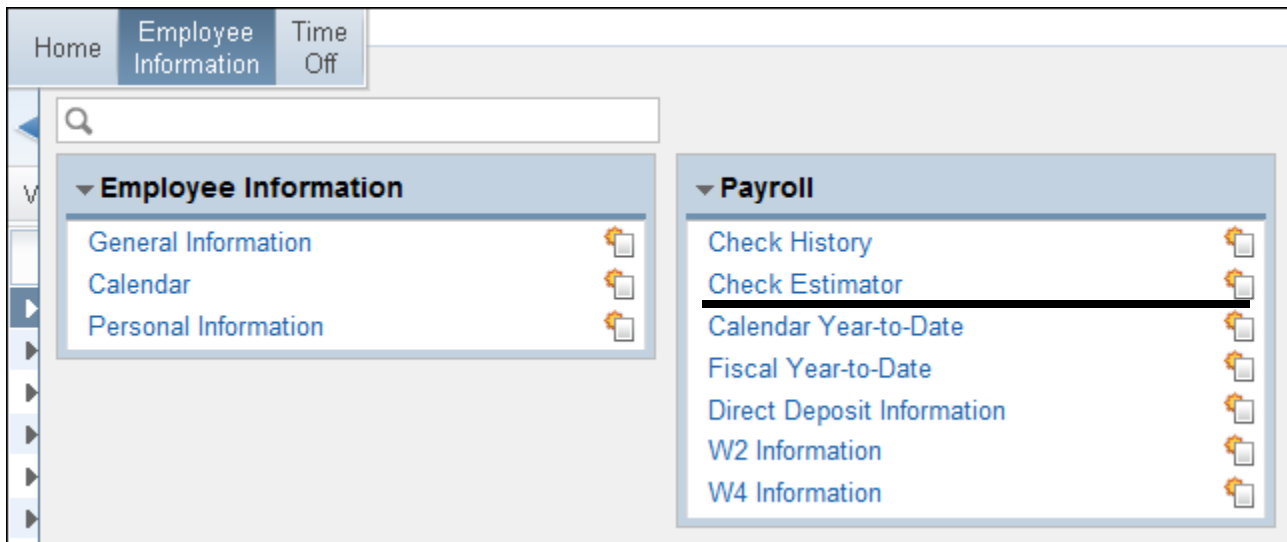 Home
Employee
Information
Time
Off
V
Employee Information
General Information
Calendar
Personal Information
Payroll
Check History
Check Estimator
Calendar Year-to-Date
Fiscal Year-to-Date
Direct Deposit Information
W2 Information
W4 Information